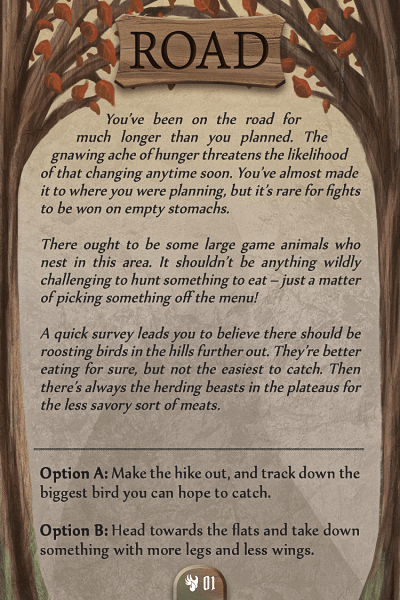 ROAD
You've been on the road for
much longer than you planned. The
gnawing ache of hunger threatens the likelihood
of that changing anytime soon. You've almost made
it to where you were planning, but it's rare for fights
to be won on empty stomachs.
There ought to be some large game animals who
nest in this area. It shouldn't be anything wildly
challenging to hunt something to eat – just a matter
of picking something off the menu!
A quick survey leads you to believe there should be
roosting birds in the hills further out. They're better
eating for sure, but not the easiest to catch. Then
there's always the herding beasts in the plateaus for
the less savory sort of meats.
Option A: Make the hike out, and track down the
biggest bird you can hope to catch.
Option B: Head towards the flats and take down
something with more legs and less wings.
01